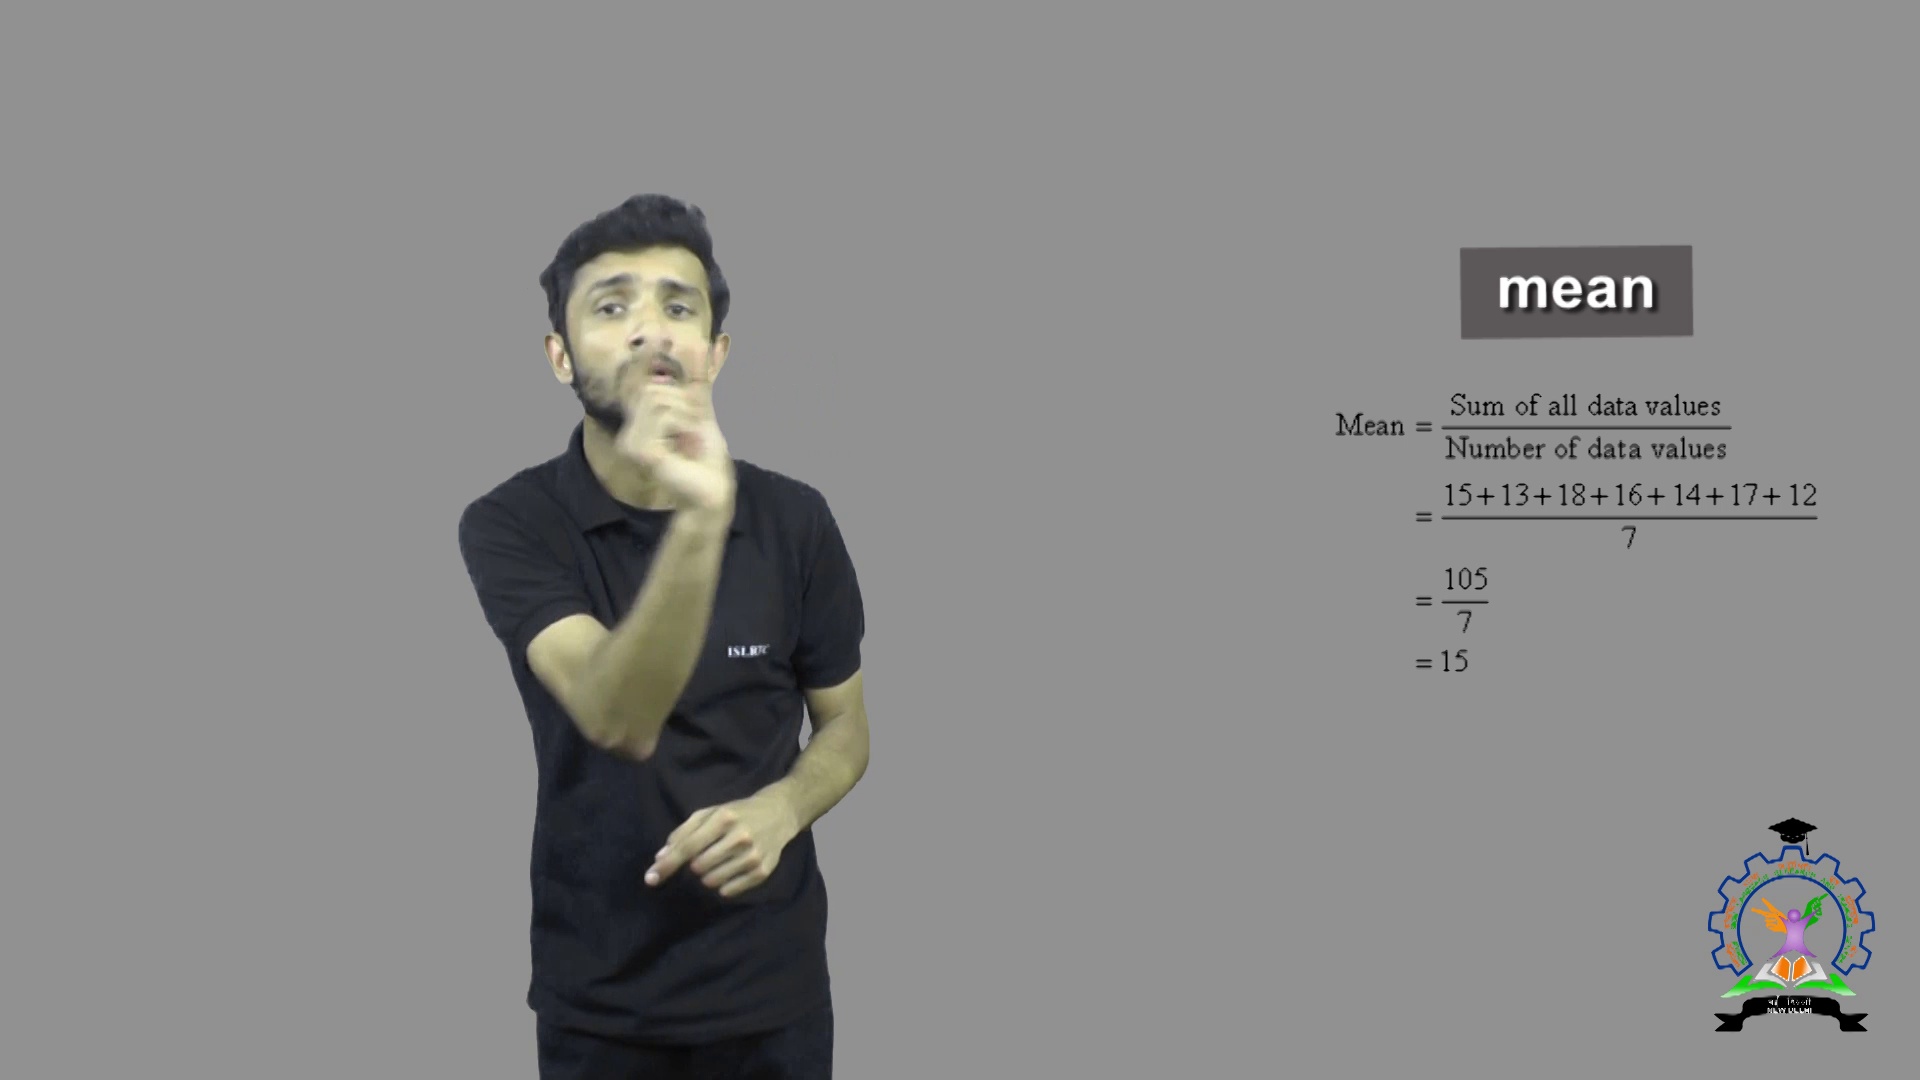 mean
Mean = Sum of all data values / Number of data values
= 15+13+18+16+14+17+12 / 7
= 105 / 7
= 15
NEW DELHI